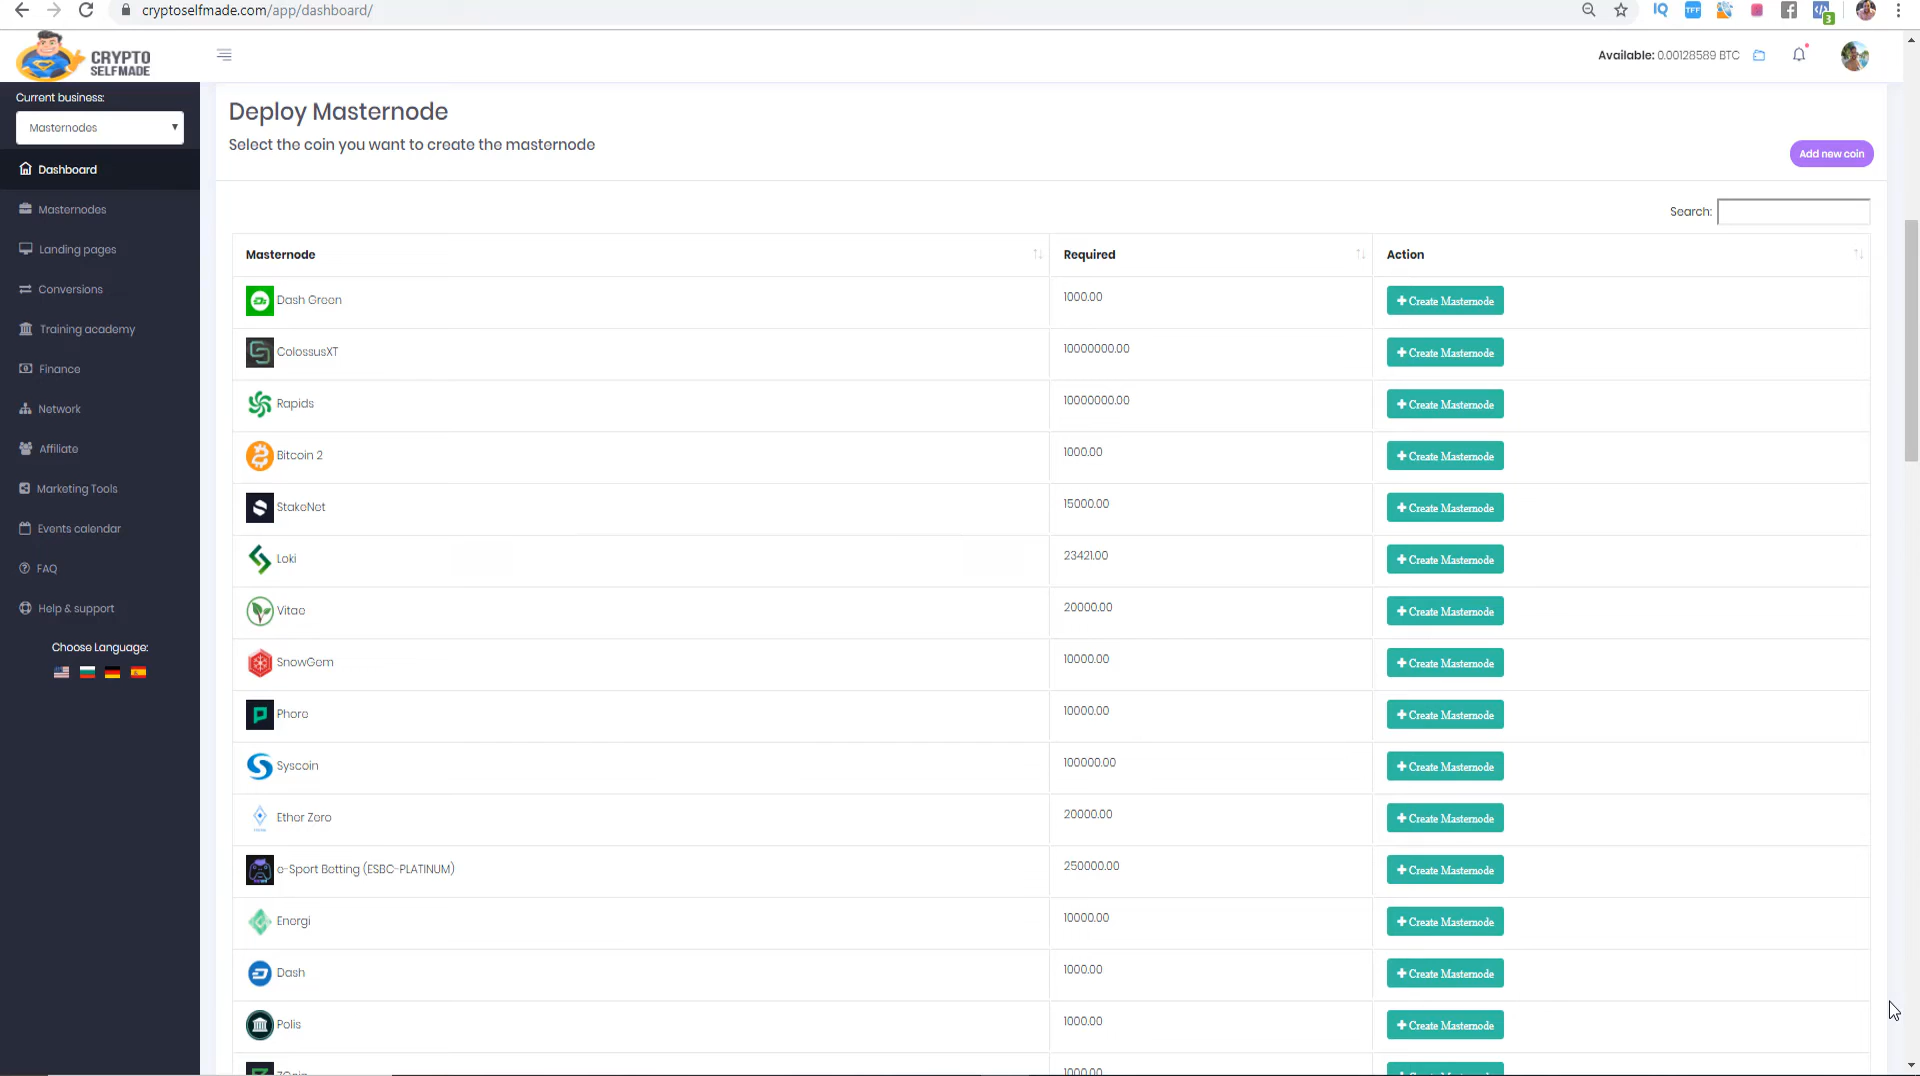 cryptoselfmade.com/app/dashboard/
3
CRYPTO
SELFMADE
Available: 0.00128589 BTC
Current business:
Masternodes
Dashboard
Masternodes
Landing pages
Conversions
Training academy
Finance
Network
Affiliate
Marketing Tools
Events calendar
FAQ
Help & support
Choose Language:
Deploy Masternode
Select the coin you want to create the masternode
Add new coin
Search:
Masternode Required Action
Dash Green 1000.00 Create Masternode
ColossusXT 10000000.00 Create Masternode
Rapids 10000000.00 Create Masternode
Bitcoin 2 1000.00 Create Masternode
StakeNet 15000.00 Create Masternode
Loki 23421.00 Create Masternode
Vitae 20000.00 Create Masternode
SnowGem 10000.00 Create Masternode
Phore 10000.00 Create Masternode
Syscoin 100000.00 Create Masternode
Ether Zero 20000.00 Create Masternode
e-Sport Betting (ESBC-PLATINUM) 250000.00 Create Masternode
Energi 10000.00 Create Masternode
Dash 1000.00 Create Masternode
Polis 1000.00 Create Masternode
1000.00